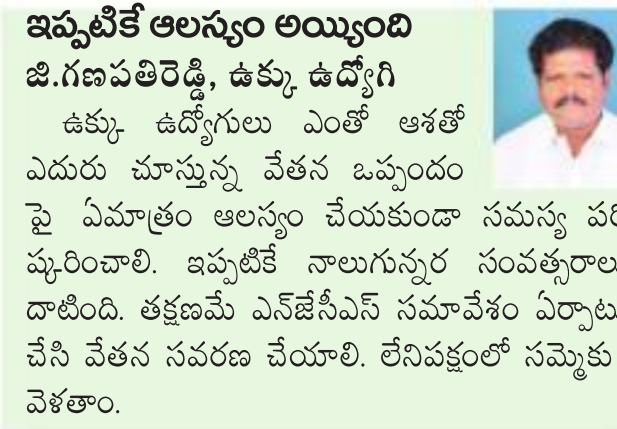 ఇప్పటికే ఆలస్యం అయ్యింది
జి.గణపతిరెడ్డి, ఉక్కు ఉద్యోగి
ఉక్కు ఉద్యోగులు ఎంతో ఆశతో
ఎదురు చూస్తున్న వేతన ఒప్పందం
పై ఏమాత్రం ఆలస్యం చేయకుండా సమస్య పరి
ష్కరించాలి. ఇప్పటికే నాలుగున్నర సంవత్సరాలు
దాటింది. తక్షణమే ఎన్‌జేసీఎస్ సమావేశం ఏర్పాటు
చేసి వేతన సవరణ చేయాలి. లేనిపక్షంలో సమ్మెకు
వెళతాం.